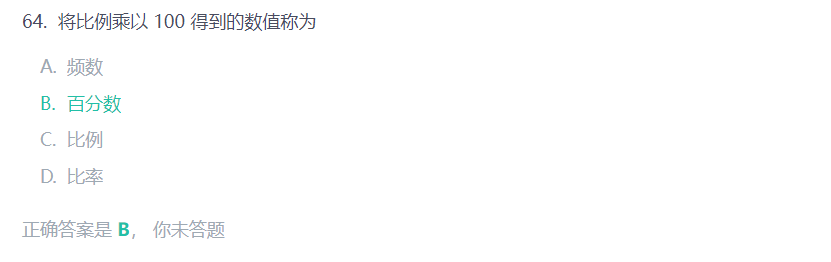 64. 将比例乘以 100 得到的数值称为
A. 频数
B. 百分数
C. 比例
D. 比率
正确答案是 B， 你未答题